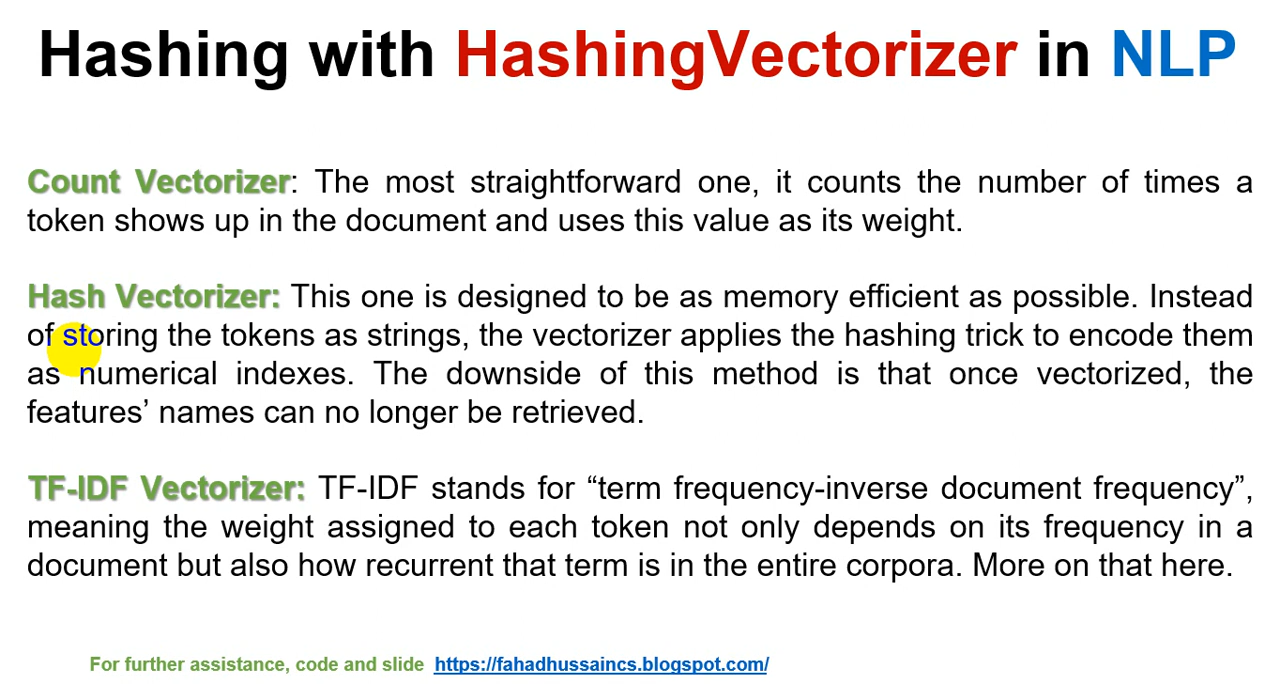 Hashing with HashingVectorizer in NLP
Count Vectorizer: The most straightforward one, it counts the number of times a
token shows up in the document and uses this value as its weight.
Hash Vectorizer: This one is designed to be as memory efficient as possible. Instead
of storing the tokens as strings, the vectorizer applies the hashing trick to encode them
as numerical indexes. The downside of this method is that once vectorized, the
features’ names can no longer be retrieved.
TF-IDF Vectorizer: TF-IDF stands for “term frequency-inverse document frequency”,
meaning the weight assigned to each token not only depends on its frequency in a
document but also how recurrent that term is in the entire corpora. More on that here.
For further assistance, code and slide https://fahadhussaincs.blogspot.com/